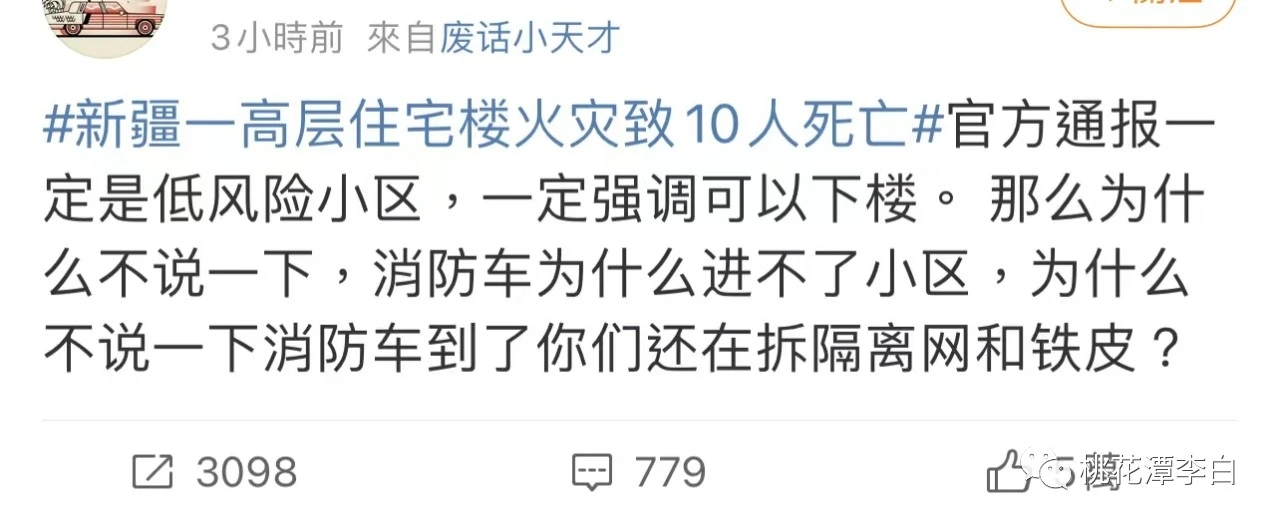 3小時前 來自废话小天才
#新疆一高层住宅楼火灾致10人死亡#官方通报一
定是低风险小区，一定强调可以下楼。那么为什
么不说一下，消防车为什么进不了小区，为什么
不说一下消防车到了你们还在拆隔离网和铁皮？
3098 779 5萬
桃花潭李白